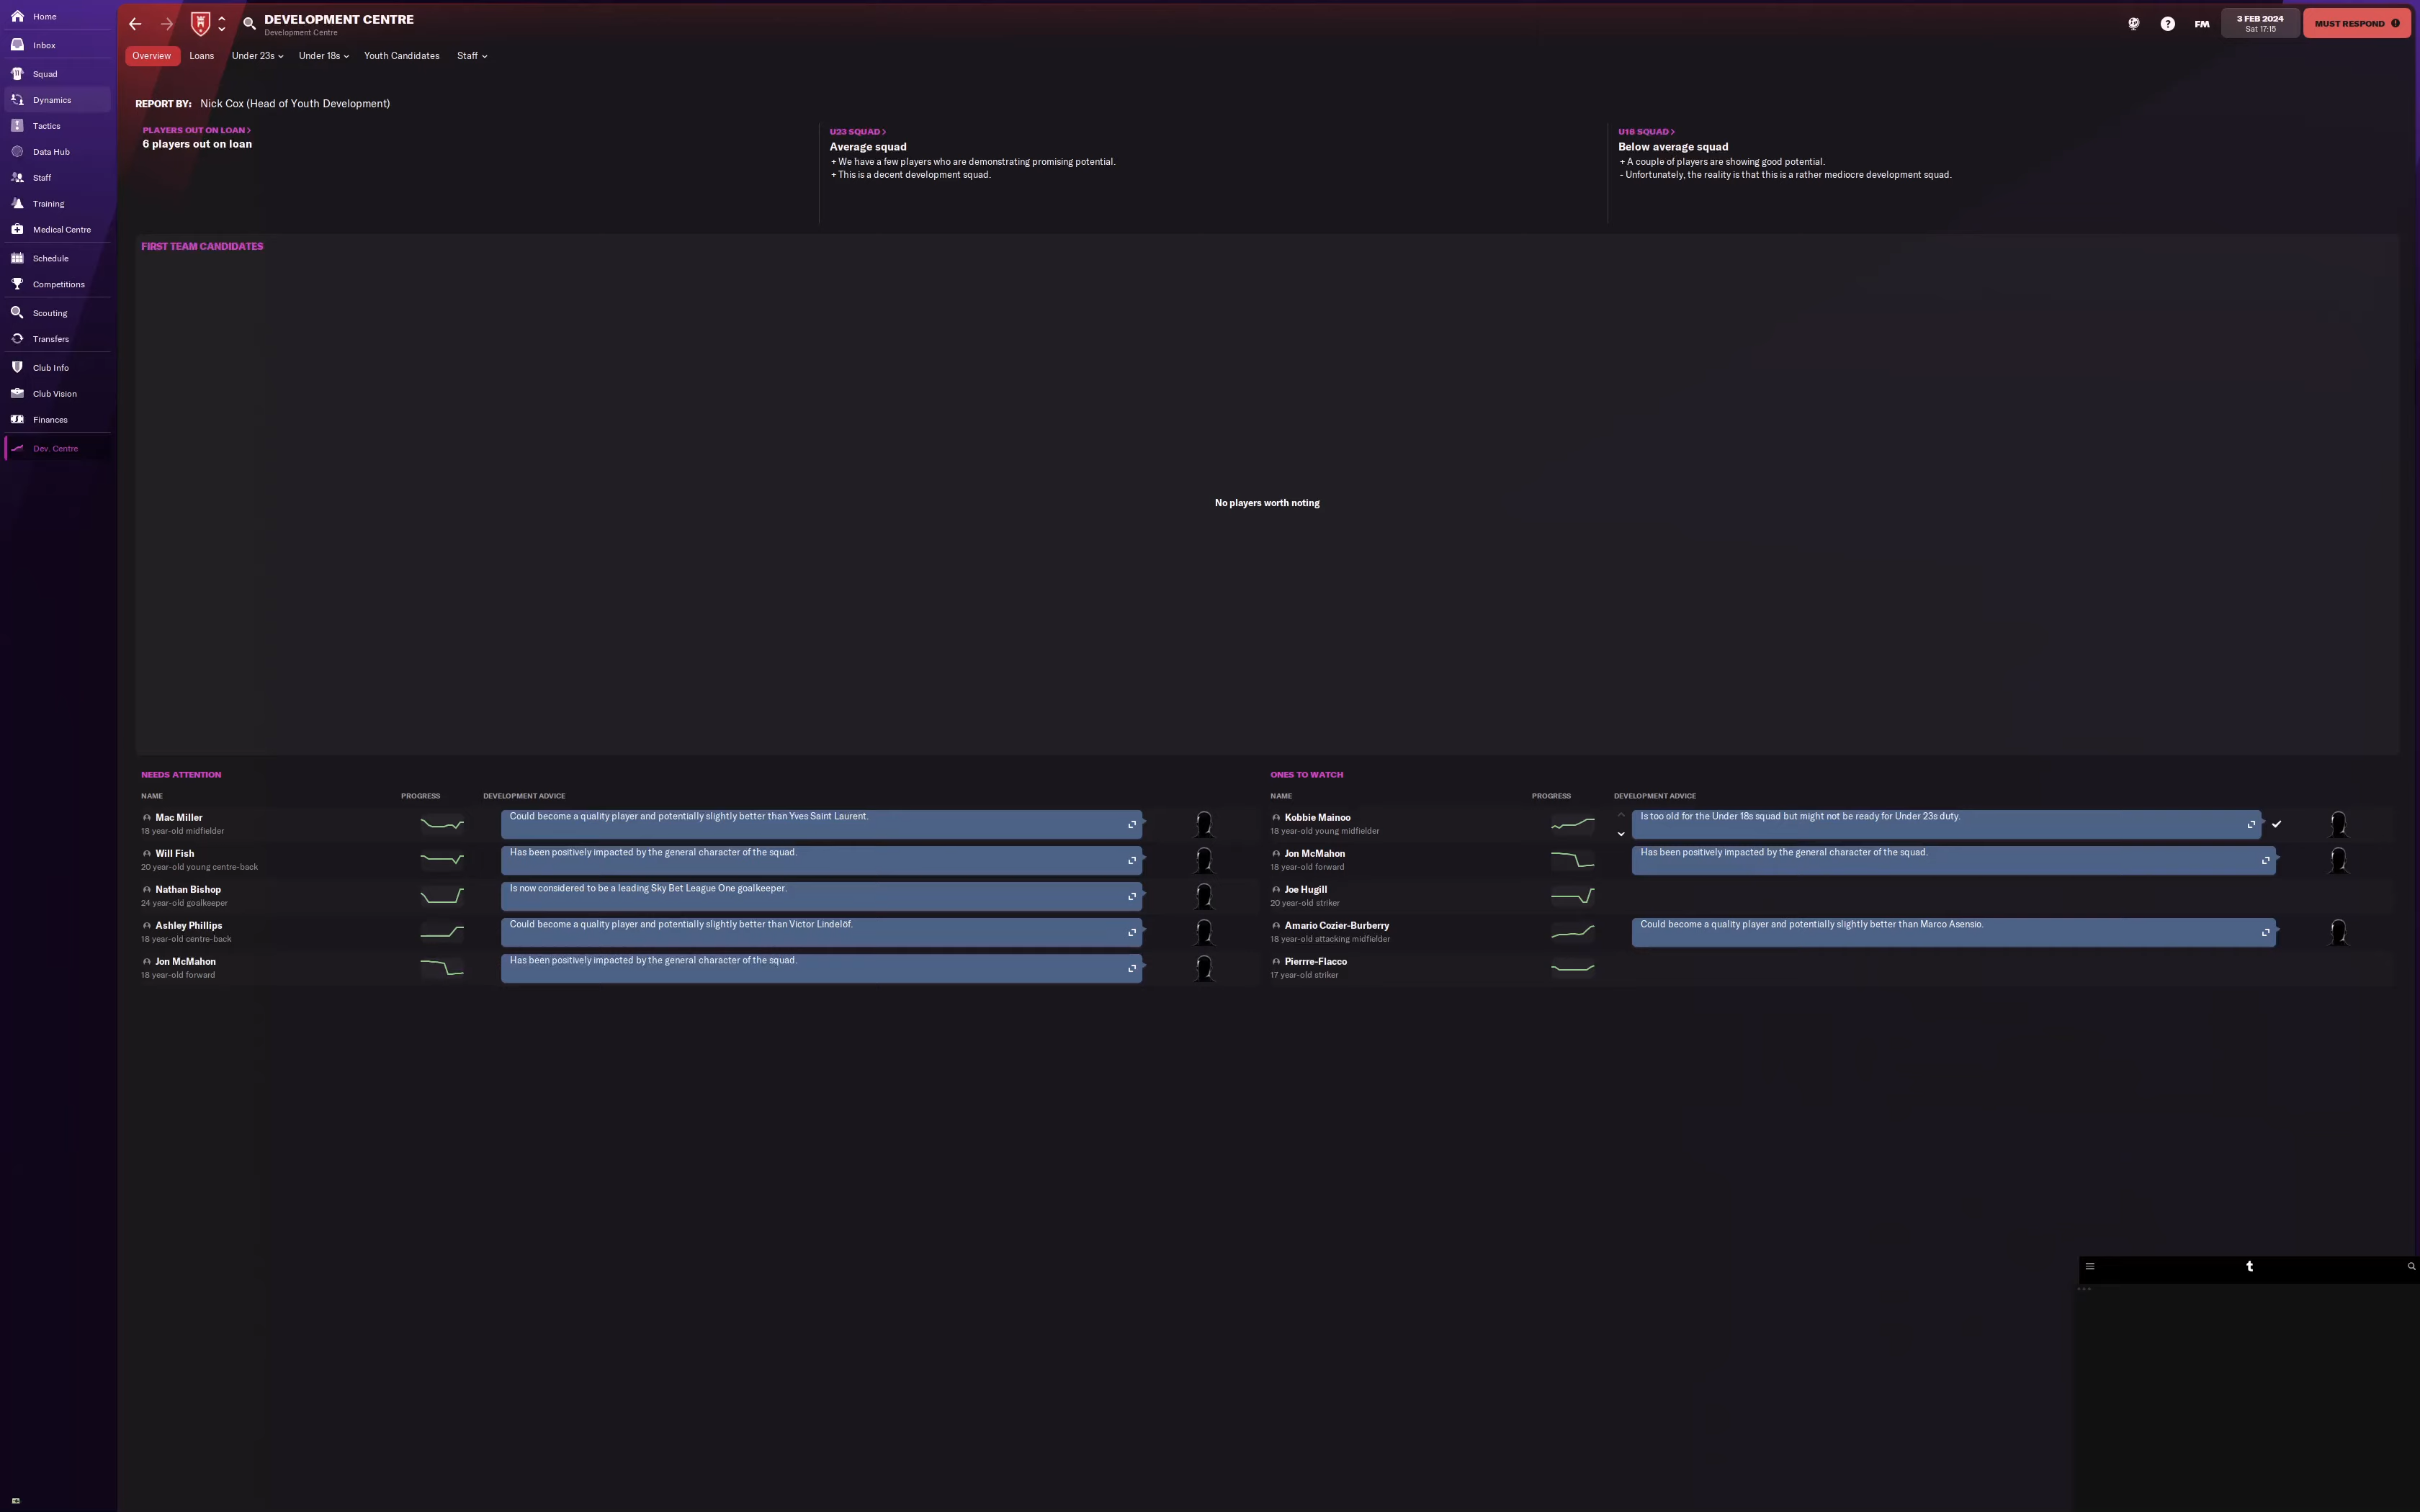 Home
Inbox
Squad
Dynamics
Tactics
Data Hub
Staff
Training
Medical Centre
Schedule
Competitions
Scouting
Transfers
Club Info
Club Vision
Finances
Dev. Centre
DEVELOPMENT CENTRE
Development Centre
FM
3 FEB 2024
Sat 17:15
MUST RESPOND
Overview
Loans
Under 23s
Under 18s
Youth Candidates
Staff
REPORT BY: Nick Cox (Head of Youth Development)
PLAYERS OUT ON LOAN >
6 players out on loan
U23 SQUAD >
Average squad
+ We have a few players who are demonstrating promising potential.
+ This is a decent development squad.
U18 SQUAD >
Below average squad
+ A couple of players are showing good potential.
- Unfortunately, the reality is that this is a rather mediocre development squad.
FIRST TEAM CANDIDATES
No players worth noting
NEEDS ATTENTION
NAME PROGRESS DEVELOPMENT ADVICE
Mac Miller
18 year-old midfielder
Could become a quality player and potentially slightly better than Yves Saint Laurent.
Will Fish
20 year-old young centre-back
Has been positively impacted by the general character of the squad.
Nathan Bishop
24 year-old goalkeeper
Is now considered to be a leading Sky Bet League One goalkeeper.
Ashley Phillips
18 year-old centre-back
Could become a quality player and potentially slightly better than Victor Lindelöf.
Jon McMahon
18 year-old forward
Has been positively impacted by the general character of the squad.
ONES TO WATCH
NAME PROGRESS DEVELOPMENT ADVICE
Kobbie Mainoo
18 year-old young midfielder
Is too old for the Under 18s squad but might not be ready for Under 23s duty.
Jon McMahon
18 year-old forward
Has been positively impacted by the general character of the squad.
Joe Hugill
20 year-old striker
Amario Cozier-Burberry
18 year-old attacking midfielder
Could become a quality player and potentially slightly better than Marco Asensio.
Pierrre-Flacco
17 year-old striker
t